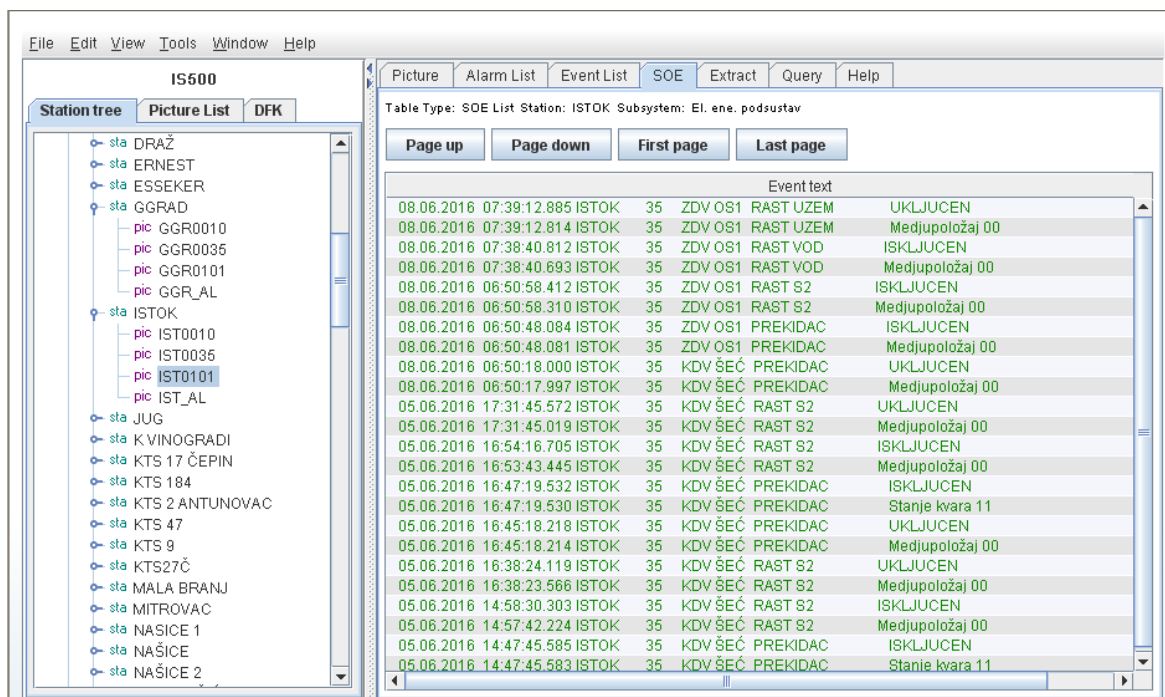 File Edit View Tools Window Help
IS500
Station tree Picture List DFK
sta DRAŽ
sta ERNEST
sta ESSEKER
sta GGRAD
pic GGR0010
pic GGR0035
pic GGR0101
pic GGR_AL
sta ISTOK
pic IST0010
pic IST0035
pic IST0101
pic IST_AL
sta JUG
sta K.VINOGRADI
sta KTS 17 ČEPIN
sta KTS 184
sta KTS 2 ANTUNOVAC
sta KTS 47
sta KTS 9
sta KTS27Č
sta MALA BRANJ
sta MITROVAC
sta NAŠICE 1
sta NAŠICE
sta NAŠICE 2
Picture Alarm List Event List SOE Extract Query Help
Table Type: SOE List Station: ISTOK Subsystem: El. ene. podsustav
Page up Page down First page Last page
Event text
08.06.2016 07:39:12.885 ISTOK 35 ZDV OS1 RAST UZEM UKLJUCEN
08.06.2016 07:39:12.814 ISTOK 35 ZDV OS1 RAST UZEM Medjupoložaj 00
08.06.2016 07:38:40.812 ISTOK 35 ZDV OS1 RAST VOD ISKLJUCEN
08.06.2016 07:38:40.693 ISTOK 35 ZDV OS1 RAST VOD Medjupoložaj 00
08.06.2016 06:50:58.412 ISTOK 35 ZDV OS1 RAST S2 ISKLJUCEN
08.06.2016 06:50:58.310 ISTOK 35 ZDV OS1 RAST S2 Medjupoložaj 00
08.06.2016 06:50:48.084 ISTOK 35 ZDV OS1 PREKIDAC ISKLJUCEN
08.06.2016 06:50:48.081 ISTOK 35 ZDV OS1 PREKIDAC Medjupoložaj 00
08.06.2016 06:50:18.000 ISTOK 35 KDV ŠEĆ PREKIDAC UKLJUCEN
08.06.2016 06:50:17.997 ISTOK 35 KDV ŠEĆ PREKIDAC Medjupoložaj 00
05.06.2016 17:31:45.572 ISTOK 35 KDV ŠEĆ RAST S2 UKLJUCEN
05.06.2016 17:31:45.019 ISTOK 35 KDV ŠEĆ RAST S2 Medjupoložaj 00
05.06.2016 16:54:16.705 ISTOK 35 KDV ŠEĆ RAST S2 ISKLJUCEN
05.06.2016 16:53:43.445 ISTOK 35 KDV ŠEĆ RAST S2 Medjupoložaj 00
05.06.2016 16:47:19.532 ISTOK 35 KDV ŠEĆ PREKIDAC ISKLJUCEN
05.06.2016 16:47:19.530 ISTOK 35 KDV ŠEĆ PREKIDAC Stanje kvara 11
05.06.2016 16:45:18.218 ISTOK 35 KDV ŠEĆ PREKIDAC UKLJUCEN
05.06.2016 16:45:18.214 ISTOK 35 KDV ŠEĆ PREKIDAC Medjupoložaj 00
05.06.2016 16:38:24.119 ISTOK 35 KDV ŠEĆ RAST S2 UKLJUCEN
05.06.2016 16:38:23.566 ISTOK 35 KDV ŠEĆ RAST S2 Medjupoložaj 00
05.06.2016 14:58:30.303 ISTOK 35 KDV ŠEĆ RAST S2 ISKLJUCEN
05.06.2016 14:57:42.224 ISTOK 35 KDV ŠEĆ RAST S2 Medjupoložaj 00
05.06.2016 14:47:45.585 ISTOK 35 KDV ŠEĆ PREKIDAC ISKLJUCEN
05.06.2016 14:47:45.583 ISTOK 35 KDV ŠEĆ PREKIDAC Stanje kvara 11